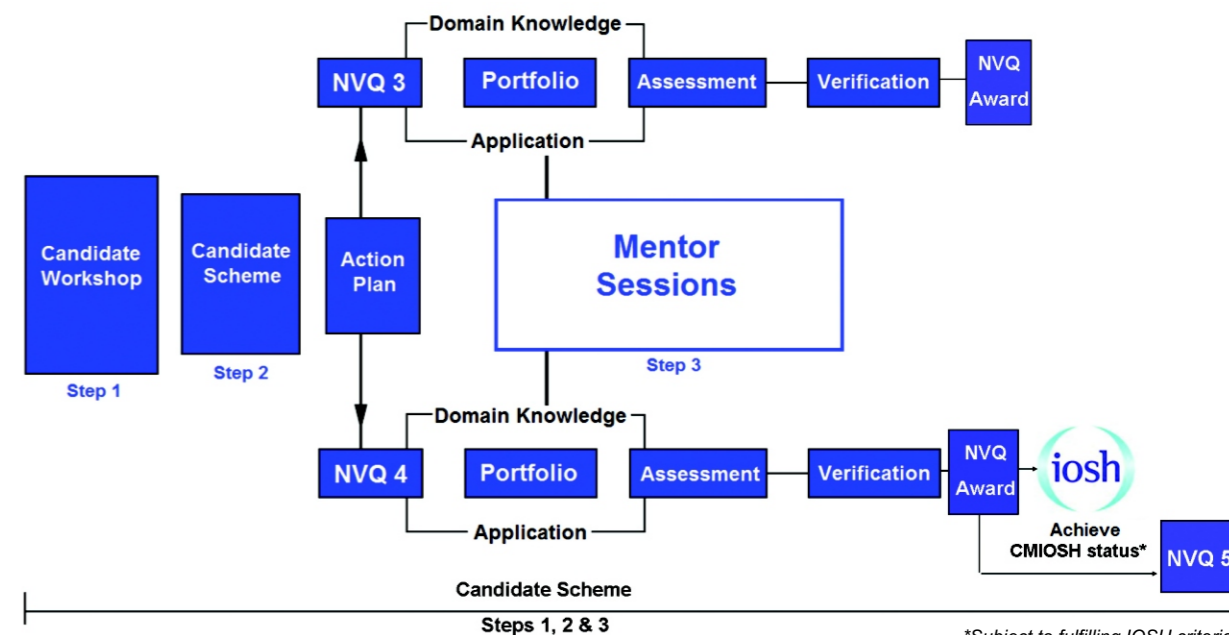 Domain Knowledge
NVQ 3
Portfolio
Assessment
Verification
NVQ
Award
Application
Candidate
Workshop
Step 1
Candidate
Scheme
Step 2
Action
Plan
Mentor
Sessions
Step 3
Domain Knowledge
NVQ 4
Portfolio
Assessment
Verification
NVQ
Award
iosh
Application
Achieve
CMIOSH status*
NVQ 5
Candidate Scheme
Steps 1, 2 & 3
*Subject to fulfilling IOSH criteria